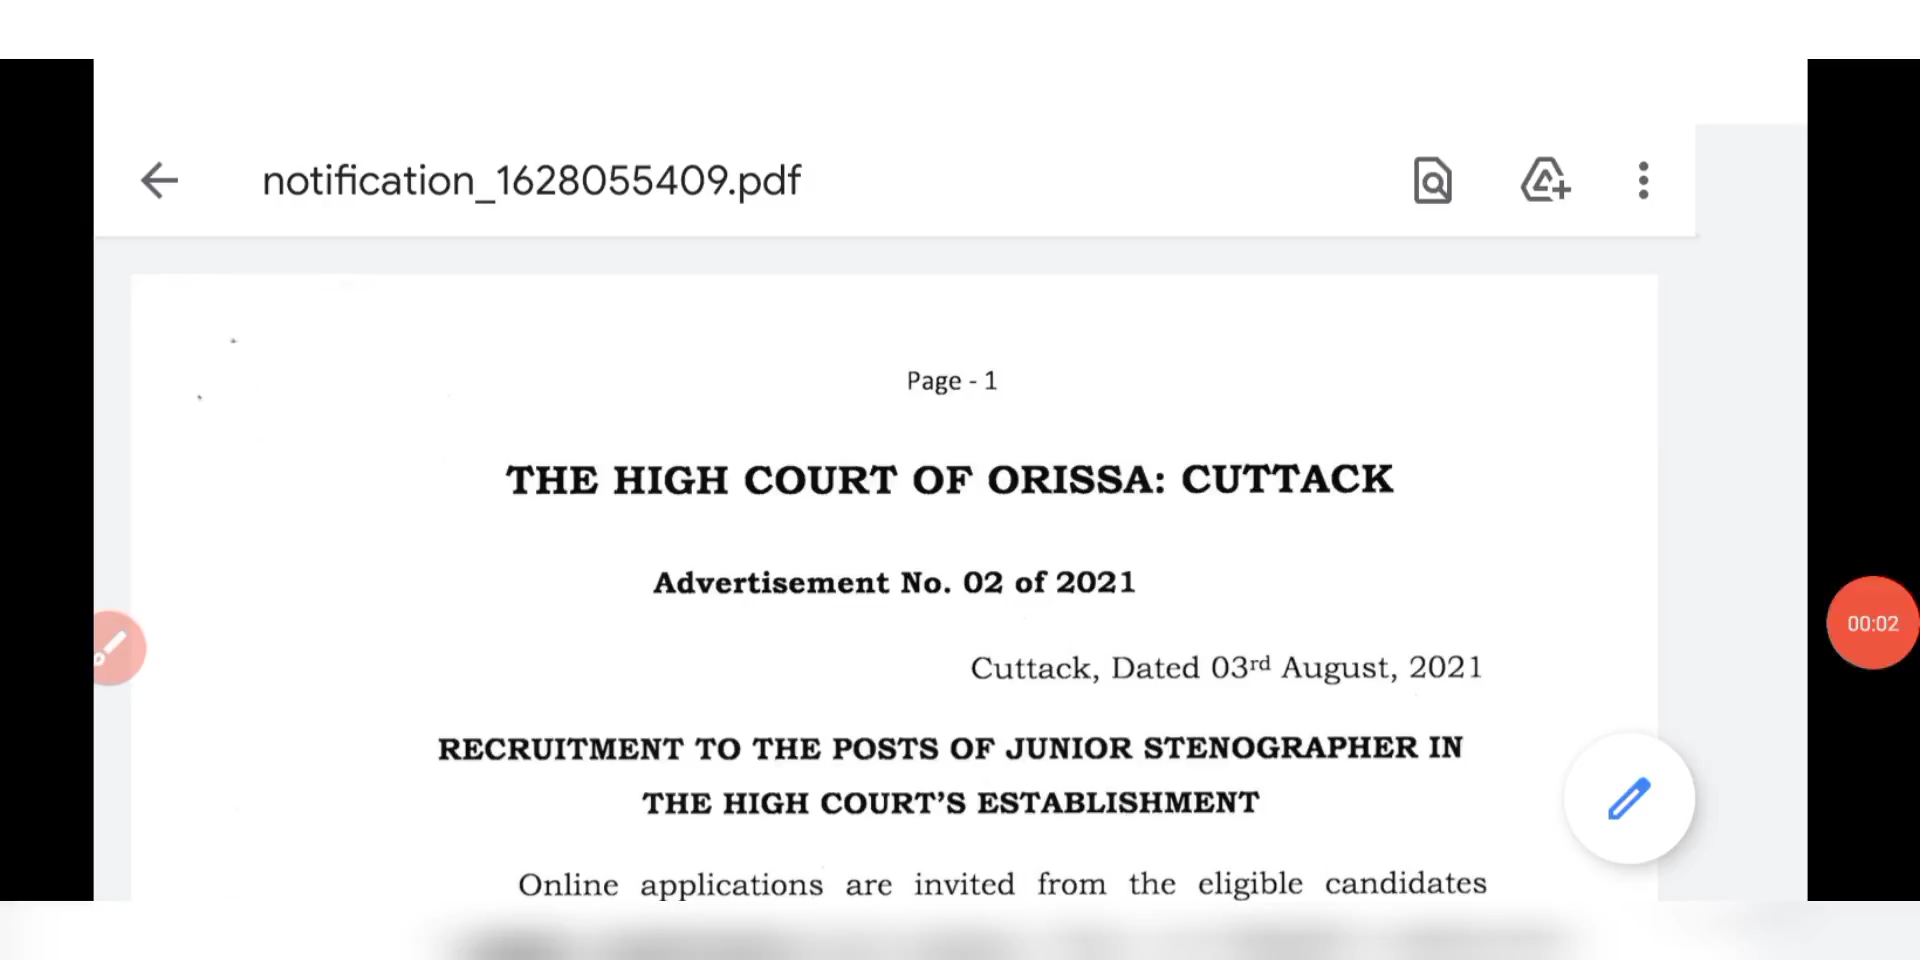 notification_1628055409.pdf
Page - 1
THE HIGH COURT OF ORISSA: CUTTACK
Advertisement No. 02 of 2021
Cuttack, Dated 03rd August, 2021
RECRUITMENT TO THE POSTS OF JUNIOR STENOGRAPHER IN
THE HIGH COURT’S ESTABLISHMENT
Online applications are invited from the eligible candidates
00:02